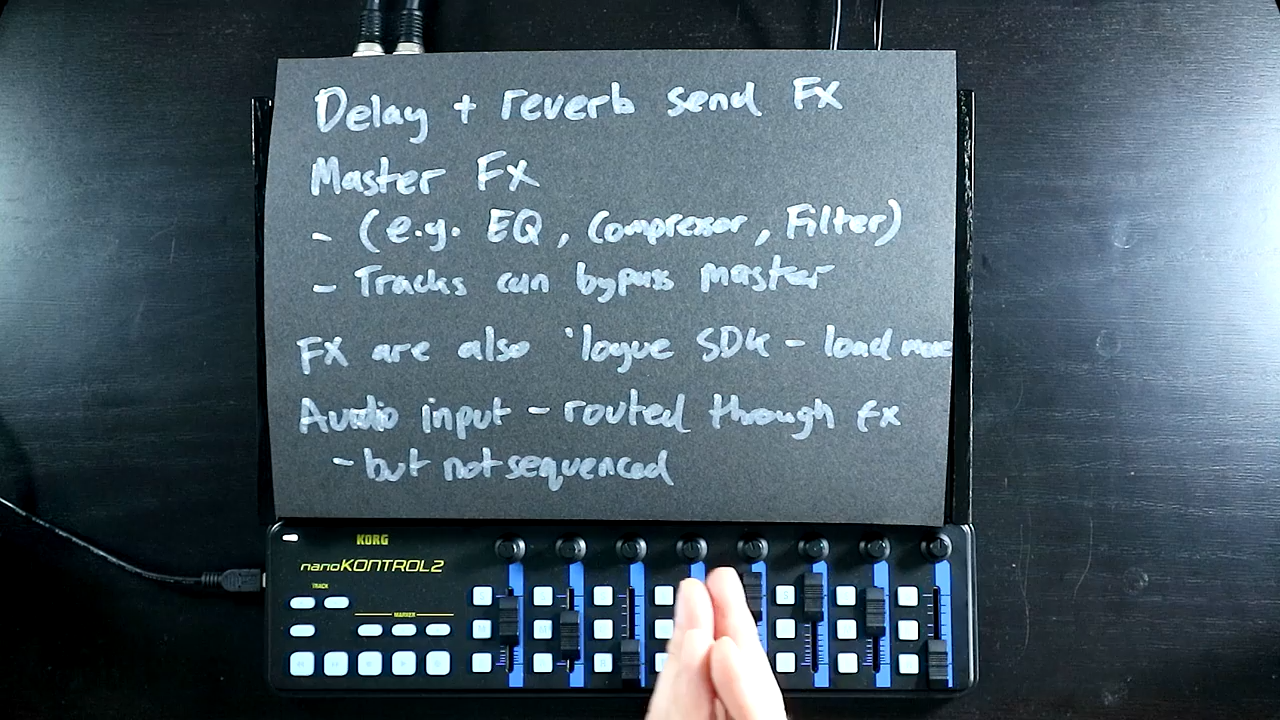 Delay + reverb send FX
Master FX
- (e.g. EQ, Compressor, Filter)
- Tracks can bypass master
FX are also 'logue SDK - load more
Audio input - routed through fx
- but not sequenced
KORG
nanoKONTROL2
TRACK
MARKER